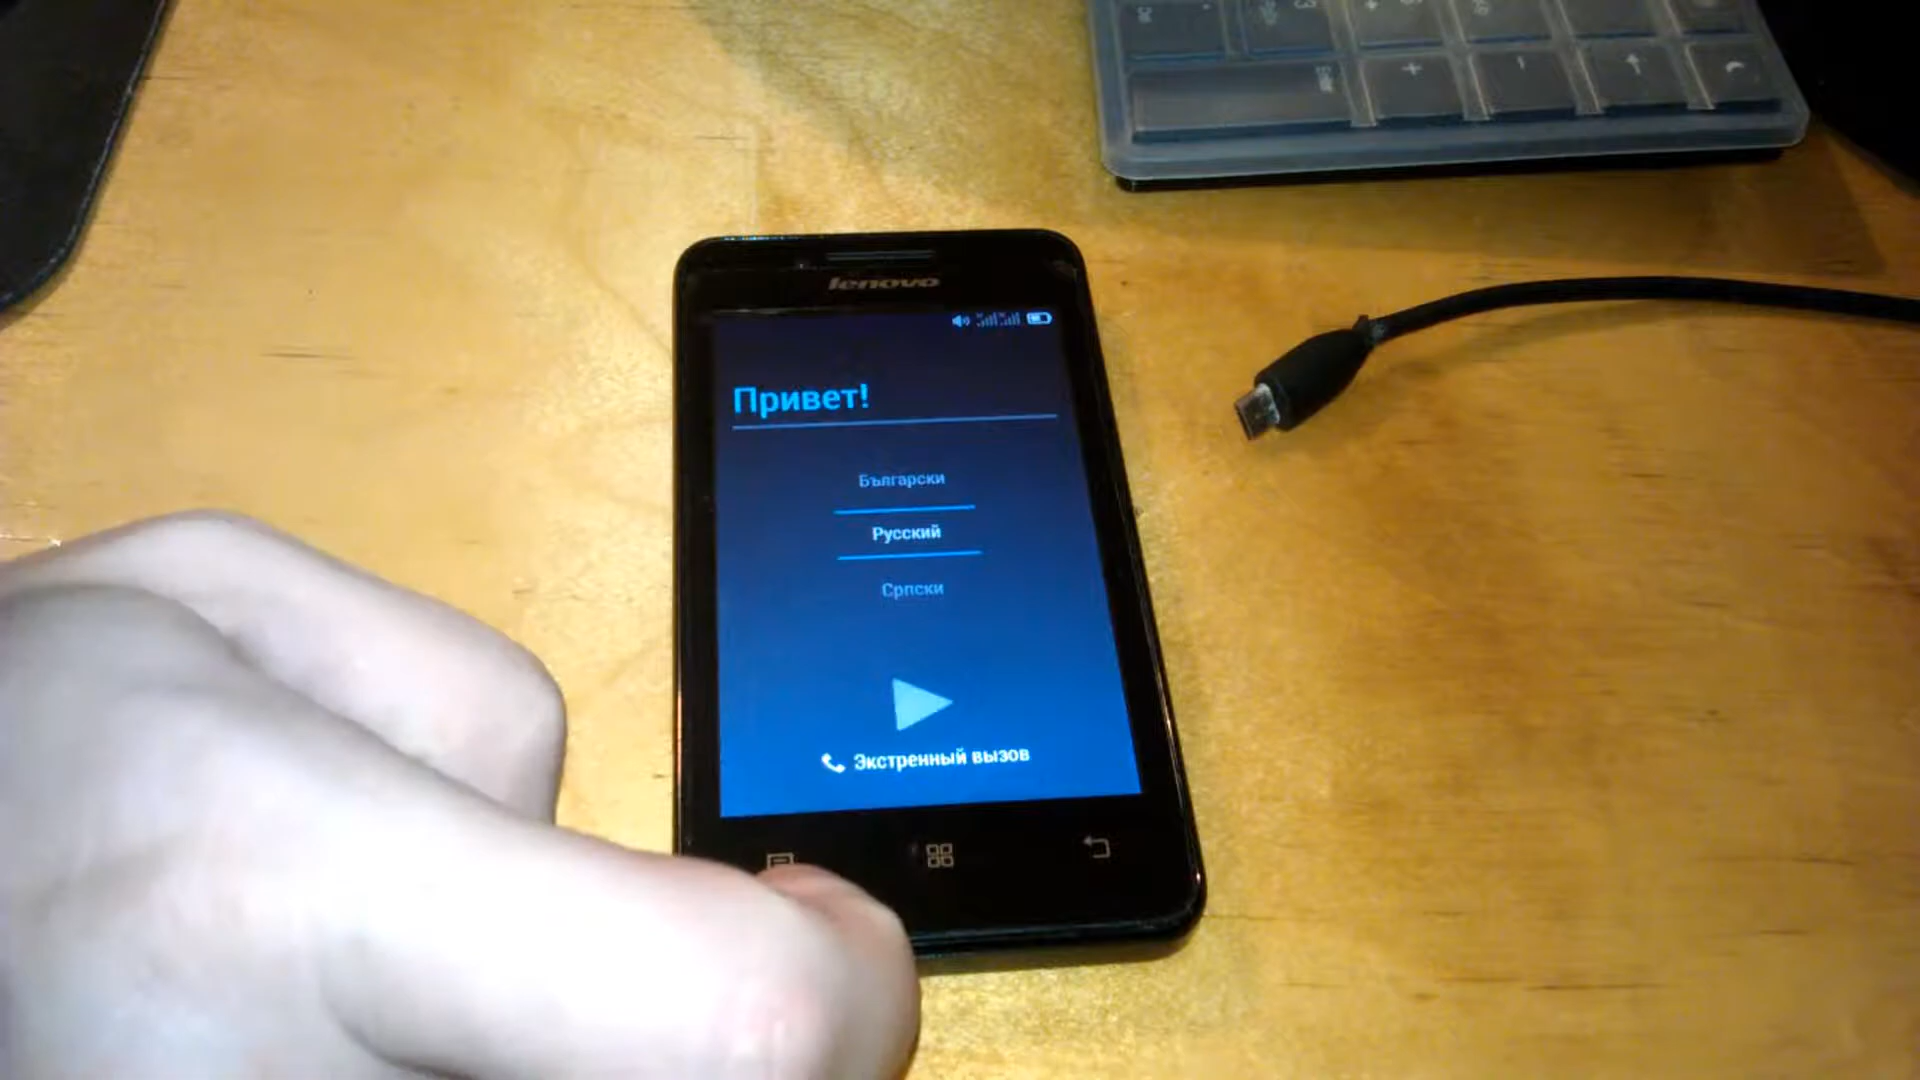 lenovo
Привет!
Български
Русский
Српски
Экстренный вызов